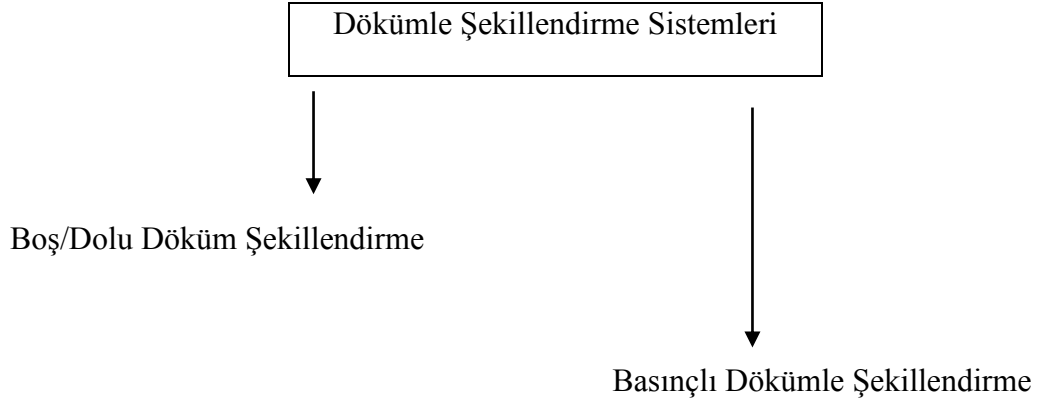 Dökümle Şekillendirme Sistemleri
Boş/Dolu Döküm Şekillendirme
Basınçlı Dökümle Şekillendirme